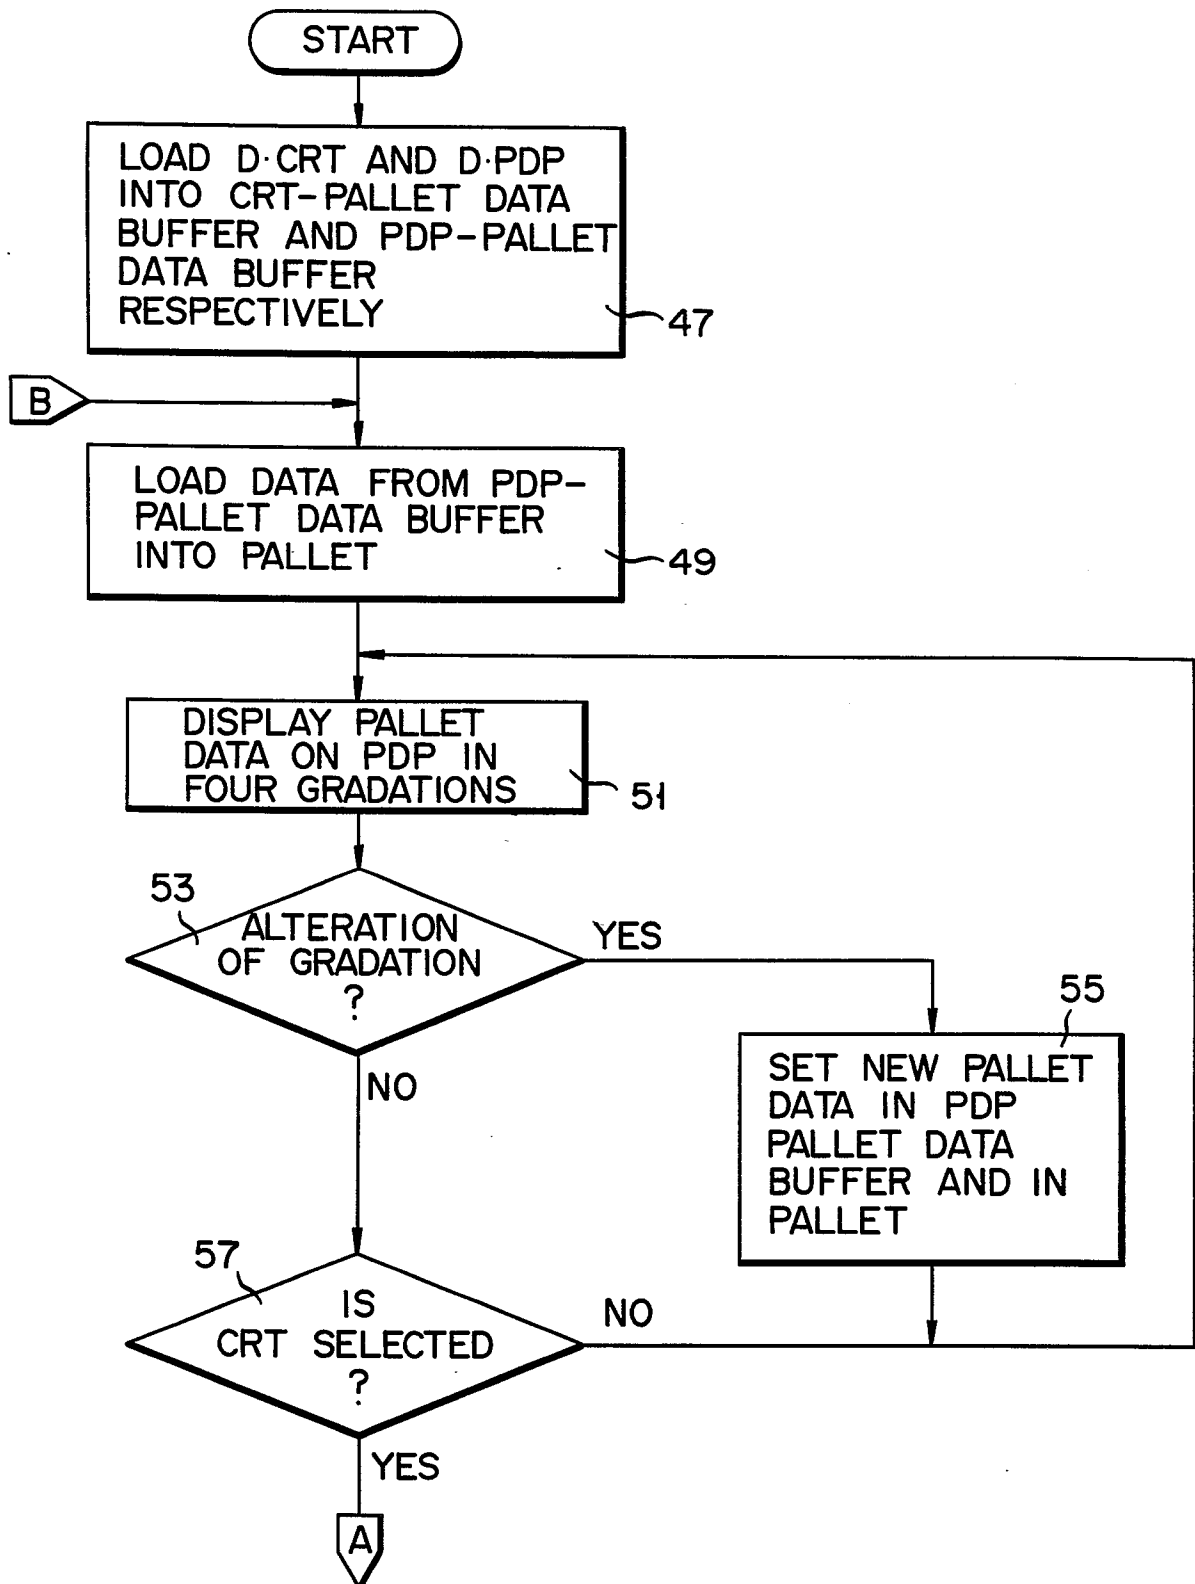 START
LOAD D·CRT AND D·PDP
INTO CRT-PALLET DATA
BUFFER AND PDP-PALLET
DATA BUFFER
RESPECTIVELY
47
B
LOAD DATA FROM PDP-
PALLET DATA BUFFER
INTO PALLET
49
DISPLAY PALLET
DATA ON PDP IN
FOUR GRADATIONS
51
53
ALTERATION
OF GRADATION
?
YES
NO
55
SET NEW PALLET
DATA IN PDP
PALLET DATA
BUFFER AND IN
PALLET
57
IS
CRT SELECTED
?
NO
YES
A